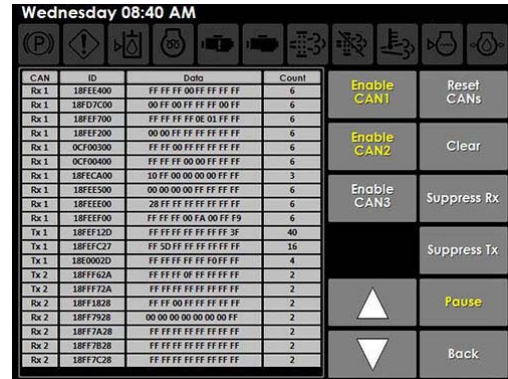 Wednesday 08:40 AM
(P)
CAN ID Data Count
Rx 1 18FEE400 FF FF FF 00 FF FF FF FF 6
Rx 1 18FD7C00 00 FF 00 FF FF FF 00 FF 6
Rx 1 18FEF700 FF FF FF FF 0E 01 FF FF 6
Rx 1 18FEF200 00 00 FF FF FF FF FF FF 6
Rx 1 0CF00300 FF FF 00 FF FF FF FF FF 6
Rx 1 0CF00400 FF FF FF 00 00 FF FF FF 6
Rx 1 18FECA00 10 FF 00 00 00 00 FF FF 3
Rx 1 18FEE500 00 00 00 00 FF FF FF FF 6
Rx 1 18FEEE00 28 FF FF FF FF FF FF FF 6
Rx 1 18FEEF00 FF FF FF 00 FA 00 FF F9 6
Tx 1 18FEF12D FF FF FF FF FF FF FF 3F 40
Tx 1 18FEFC27 FF 5D FF FF FF FF FF FF 16
Tx 1 18E0002D FF FF FF FF FF F0 FF FF 4
Tx 2 18FFF62A FF FF FF 0F FF FF FF FF 2
Tx 2 18FFF72A FF FF FF FF FF FF FF FF 2
Rx 2 18FF1828 FF FF 00 FF FF FF FF FF 2
Rx 2 18FF7928 00 00 00 00 00 00 00 FF 2
Rx 2 18FF7A28 FF FF FF FF FF FF FF FF 2
Rx 2 18FF7B28 FF FF FF FF FF FF FF FF 2
Rx 2 18FF7C28 FF FF FF FF FF FF FF FF 2
Enable
CAN1
Reset
CANs
Enable
CAN2
Clear
Enable
CAN3
Suppress Rx
Suppress Tx
Pause
Back